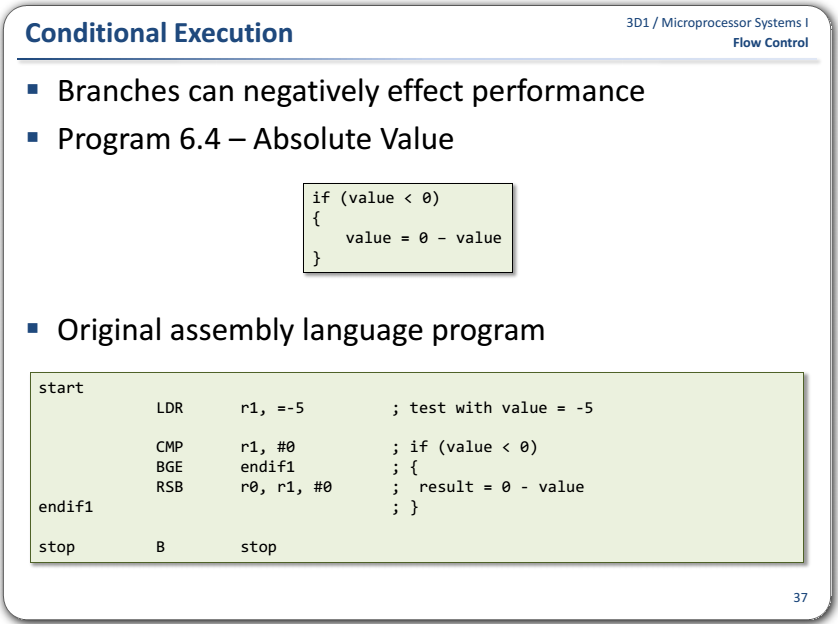 Conditional Execution
3D1 / Microprocessor Systems I
Flow Control
Branches can negatively effect performance
Program 6.4 – Absolute Value
if (value < 0)
{
value = 0 – value
}
Original assembly language program
start
LDR r1, =-5 ; test with value = -5
CMP r1, #0 ; if (value < 0)
BGE endif1 ; {
RSB r0, r1, #0 ; result = 0 - value
endif1 ; }
stop B stop
37